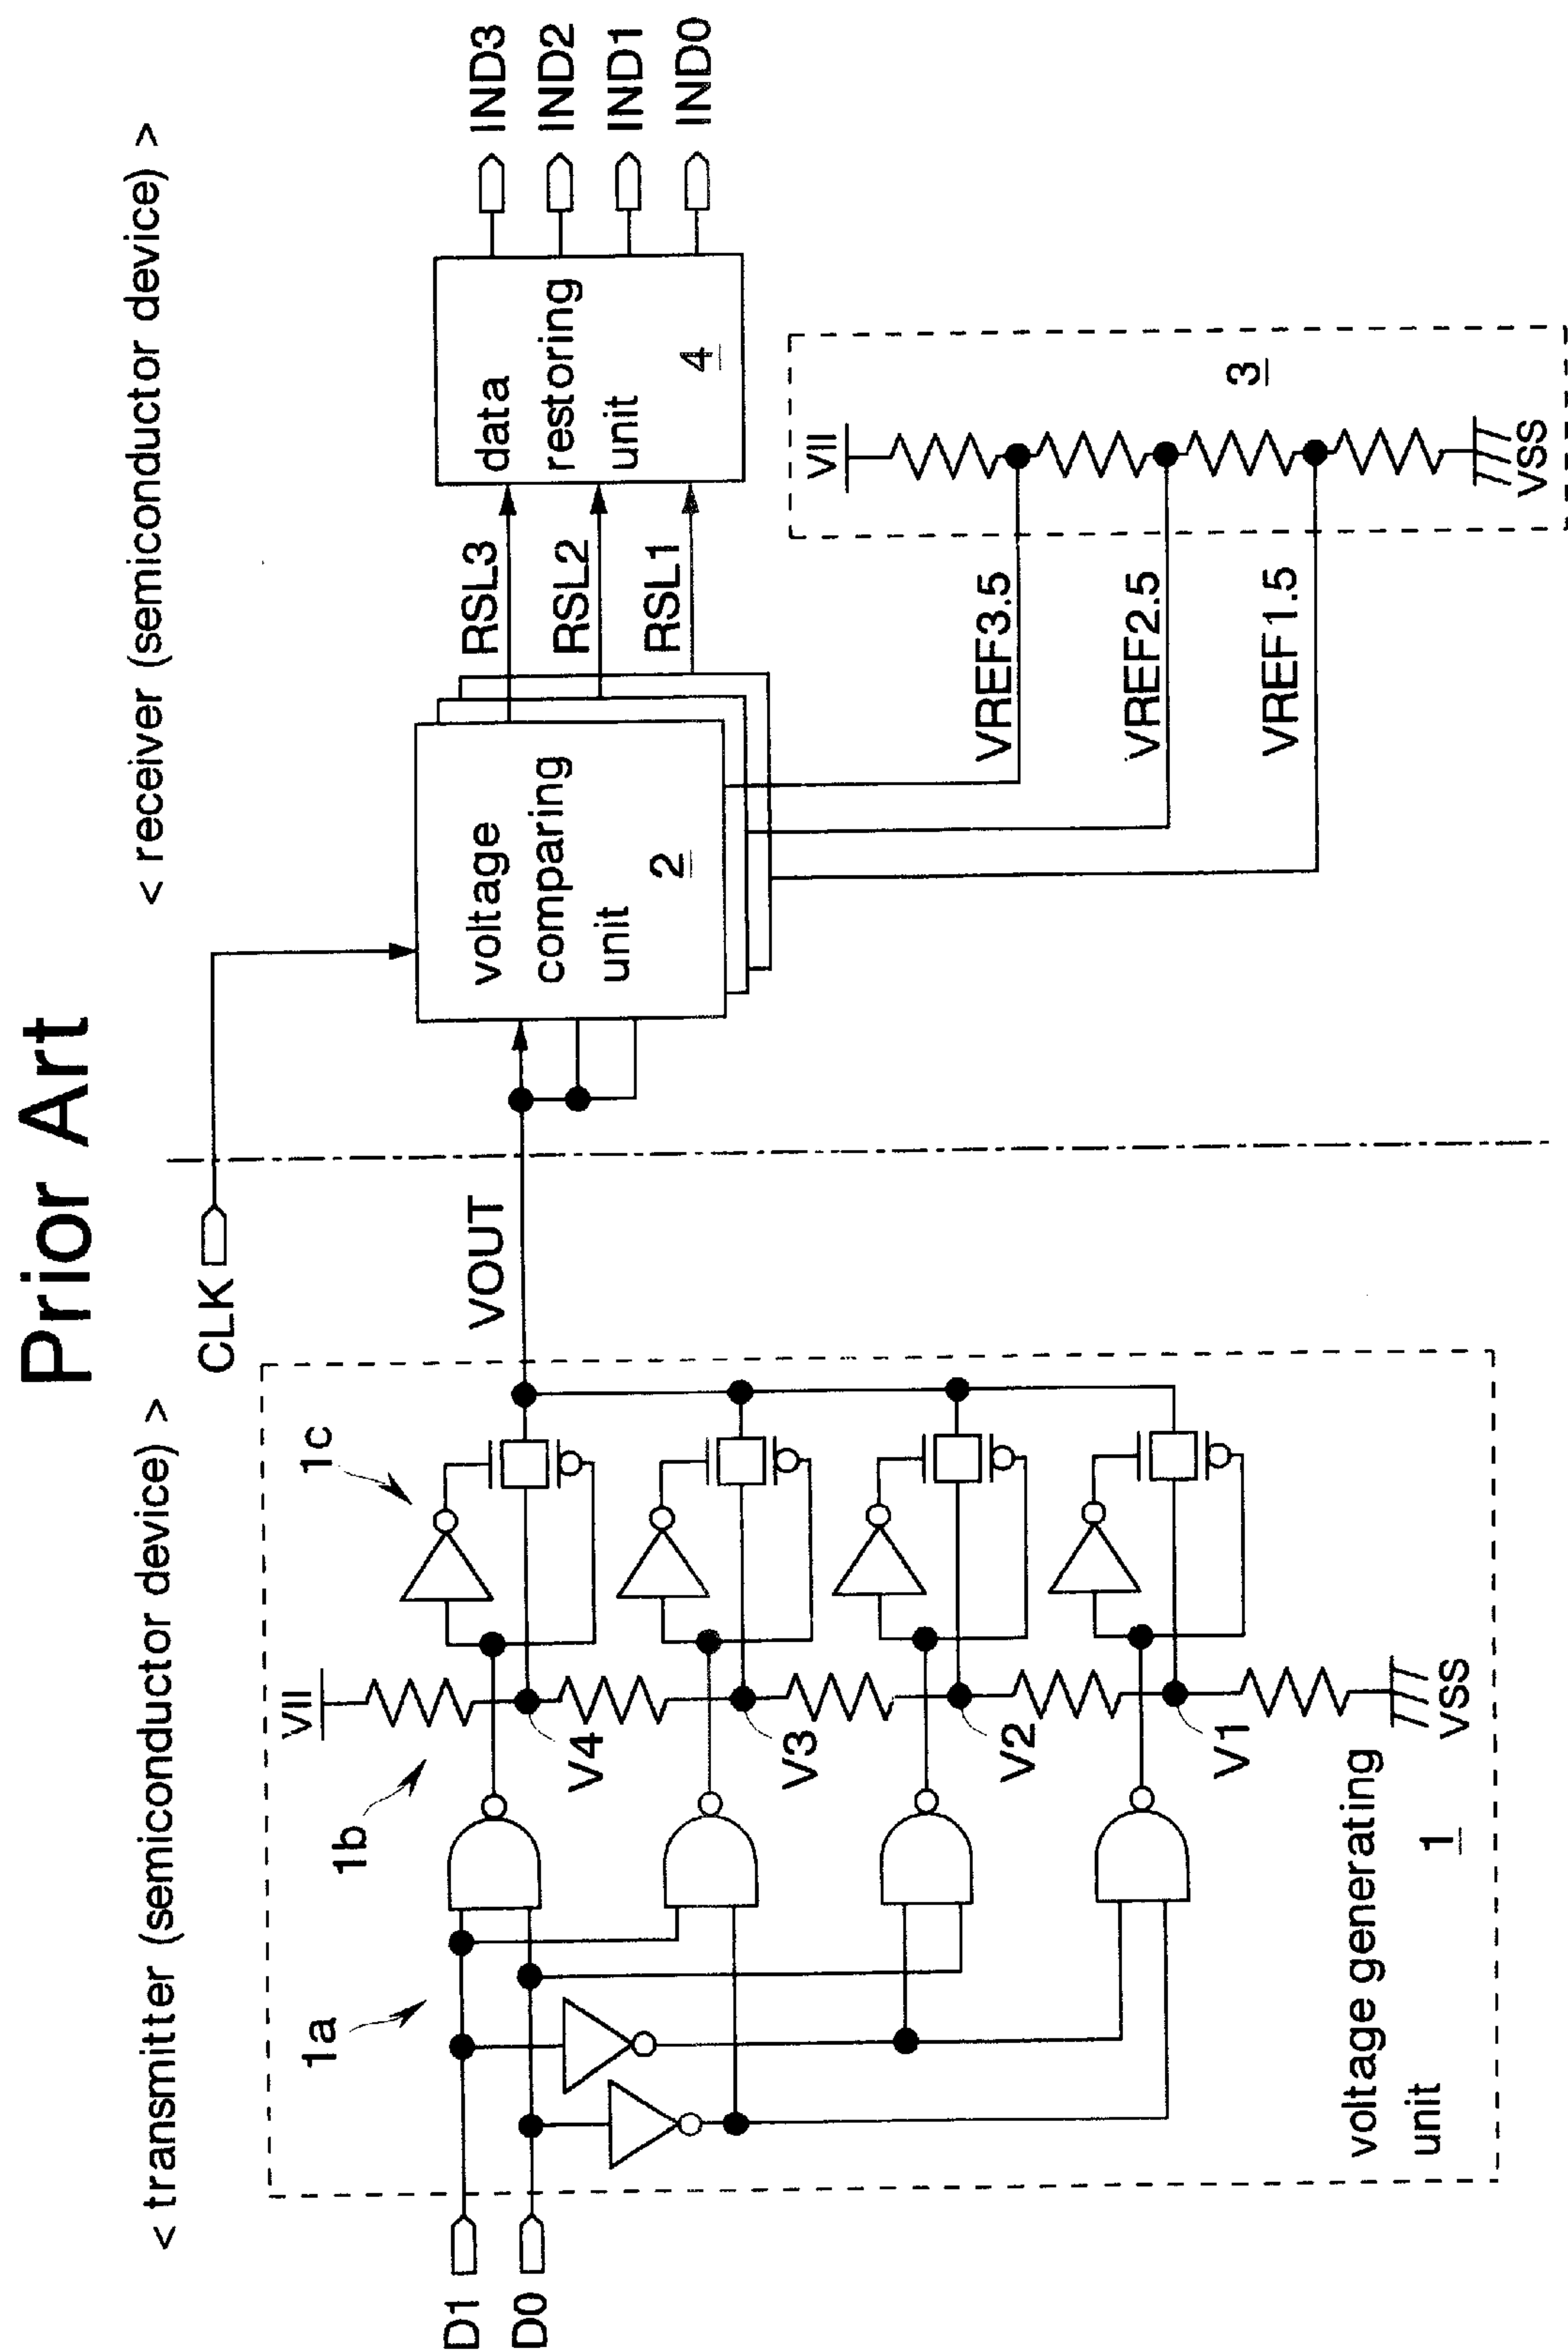 Prior Art
< transmitter (semiconductor device) >
< receiver (semiconductor device) >
CLK
D1
D0
1a
1b
1c
VII
V4
V3
V2
V1
VSS
voltage generating
unit
1
VOUT
voltage
comparing
unit
2
RSL3
RSL2
RSL1
data
restoring
unit
4
IND3
IND2
IND1
IND0
VREF3.5
VREF2.5
VREF1.5
VII
3
VSS